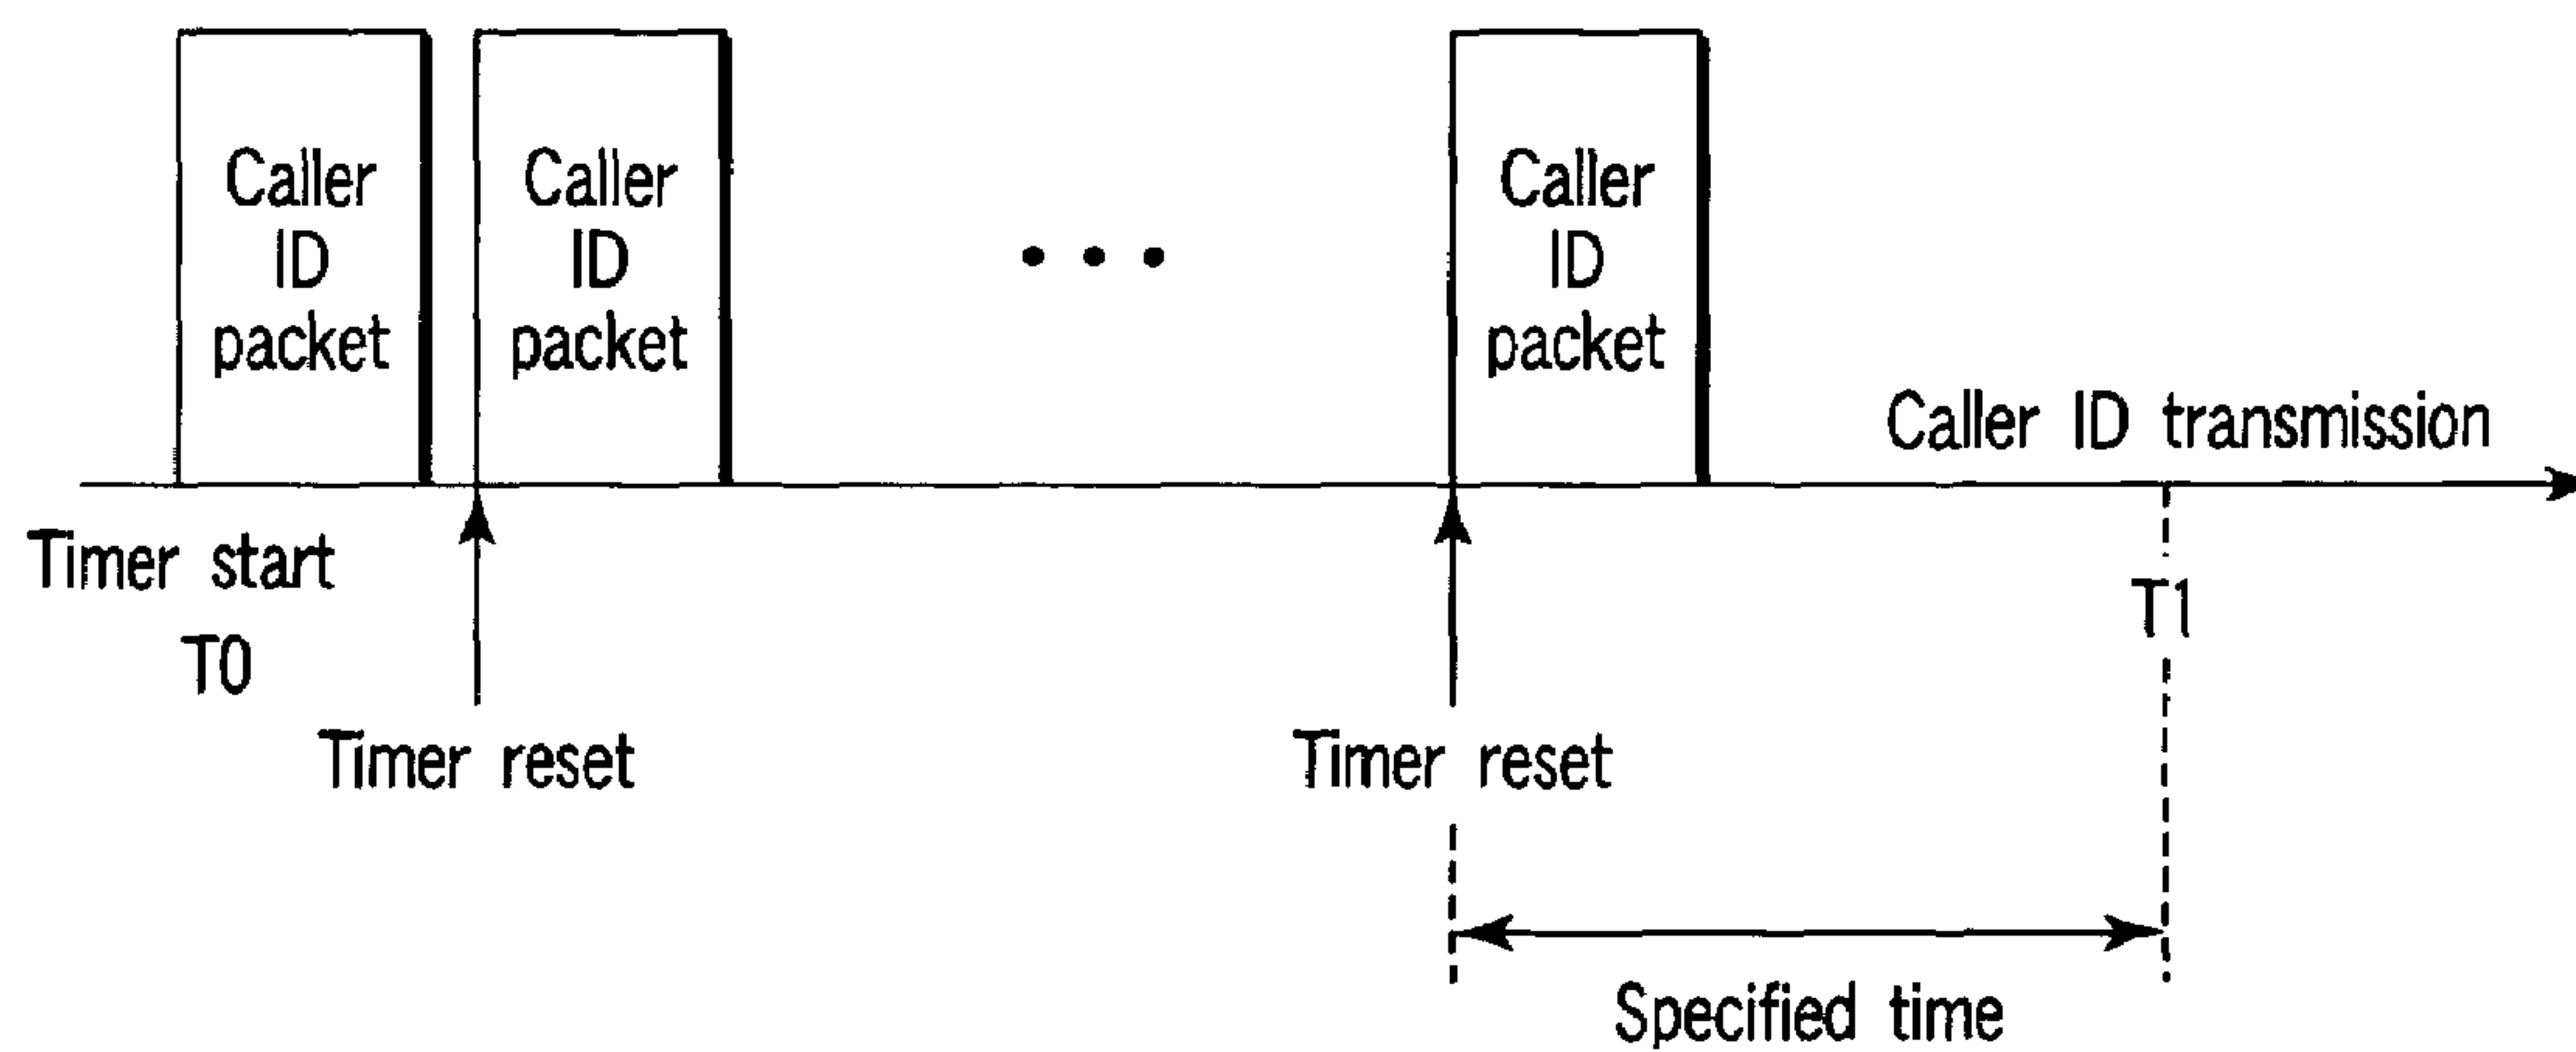 Caller
ID
packet
Caller
ID
packet
Caller
ID
packet
Caller ID transmission
Timer start
T0
T1
Timer reset
Timer reset
Specified time